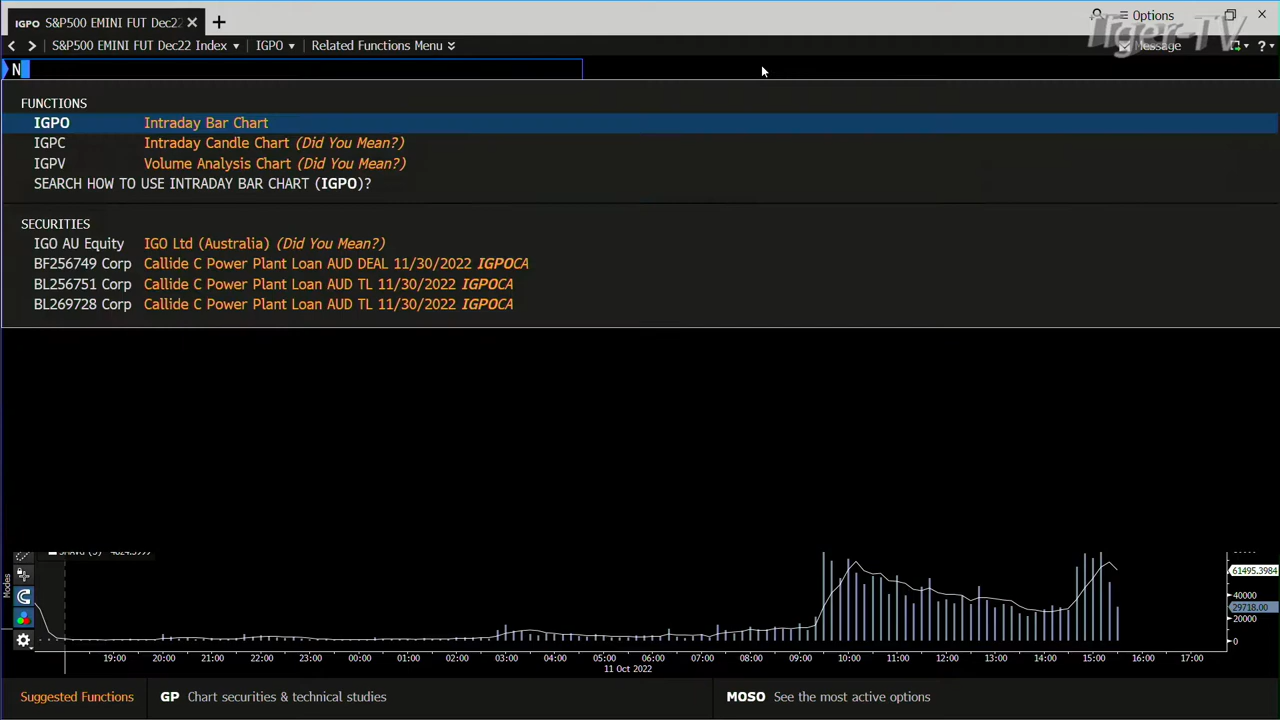 IGPO S&P500 EMINI FUT Dec22
Options
Tiger-TV
S&P500 EMINI FUT Dec22 Index IGPO Related Functions Menu
Message
?
N
FUNCTIONS
IGPO Intraday Bar Chart
IGPC Intraday Candle Chart (Did You Mean?)
IGPV Volume Analysis Chart (Did You Mean?)
SEARCH HOW TO USE INTRADAY BAR CHART (IGPO)?
SECURITIES
IGO AU Equity IGO Ltd (Australia) (Did You Mean?)
BF256749 Corp Callide C Power Plant Loan AUD DEAL 11/30/2022 IGPOCA
BL256751 Corp Callide C Power Plant Loan AUD TL 11/30/2022 IGPOCA
BL269728 Corp Callide C Power Plant Loan AUD TL 11/30/2022 IGPOCA
Modes
61495.3984
40000
29718.00
20000
0
19:00 20:00 21:00 22:00 23:00 00:00 01:00 02:00 03:00 04:00 05:00 06:00 07:00 08:00 09:00 10:00 11:00 12:00 13:00 14:00 15:00 16:00 17:00
11 Oct 2022
Suggested Functions GP Chart securities & technical studies MOSO See the most active options